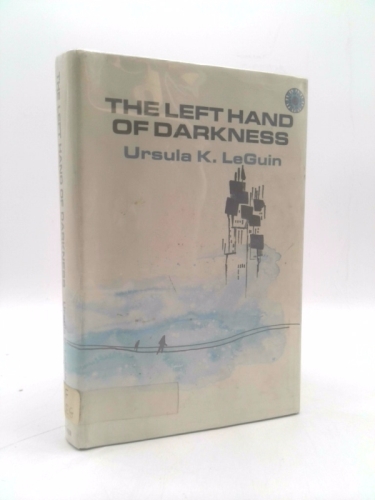 THE LEFT HAND
OF DARKNESS
Ursula K. LeGuin
THE LEFT HAND OF DARKNESS